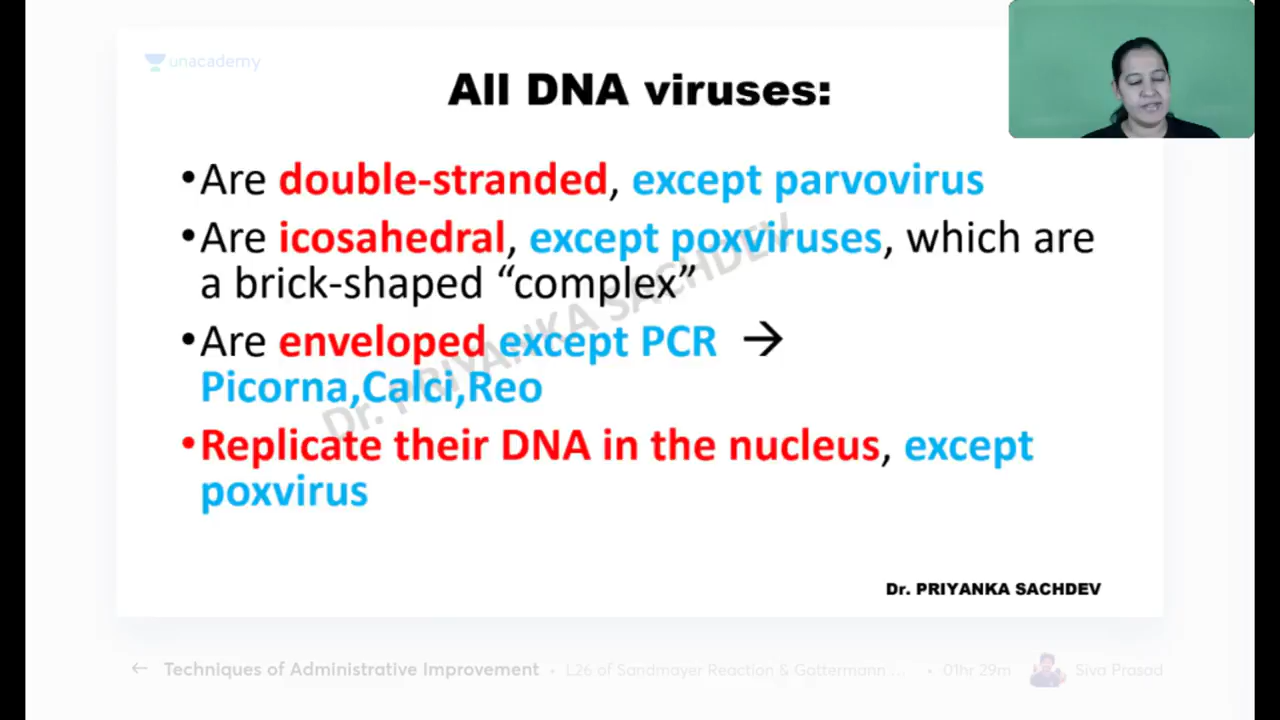 unacademy
All DNA viruses:
•Are double-stranded, except parvovirus
•Are icosahedral, except poxviruses, which are
a brick-shaped “complex”
•Are enveloped except PCR →
Picorna,Calci,Reo
•Replicate their DNA in the nucleus, except
poxvirus
Dr. PRIYANKA SACHDEV
Dr. PRIYANKA SACHDEV
← Techniques of Administrative Improvement • L26 of Sandmayer Reaction & Gattermann ... • 01hr 29m Siva Prasad